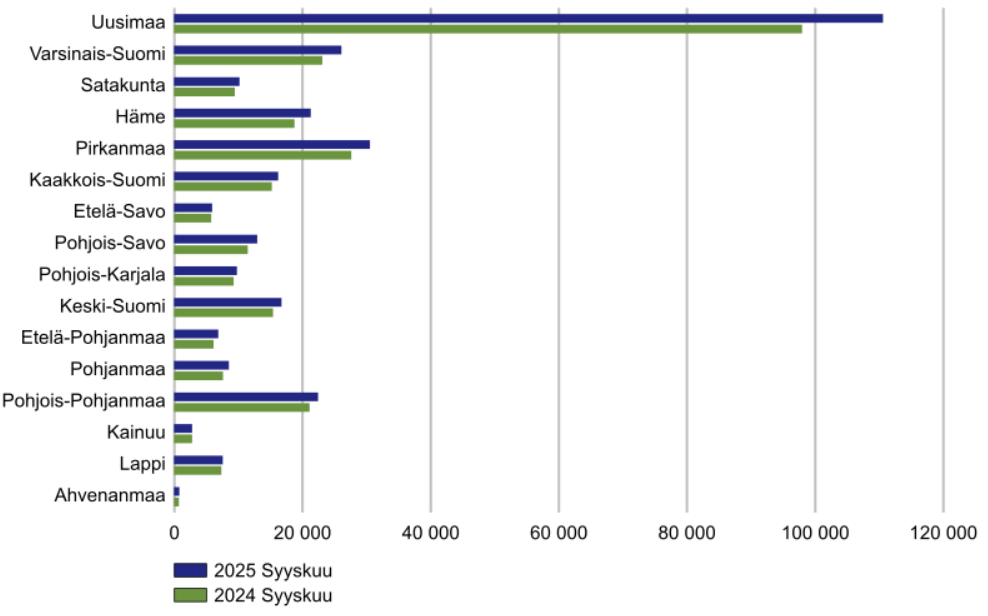 Uusimaa
Varsinais-Suomi
Satakunta
Häme
Pirkanmaa
Kaakkois-Suomi
Etelä-Savo
Pohjois-Savo
Pohjois-Karjala
Keski-Suomi
Etelä-Pohjanmaa
Pohjanmaa
Pohjois-Pohjanmaa
Kainuu
Lappi
Ahvenanmaa
0 20 000 40 000 60 000 80 000 100 000 120 000
2025 Syyskuu
2024 Syyskuu